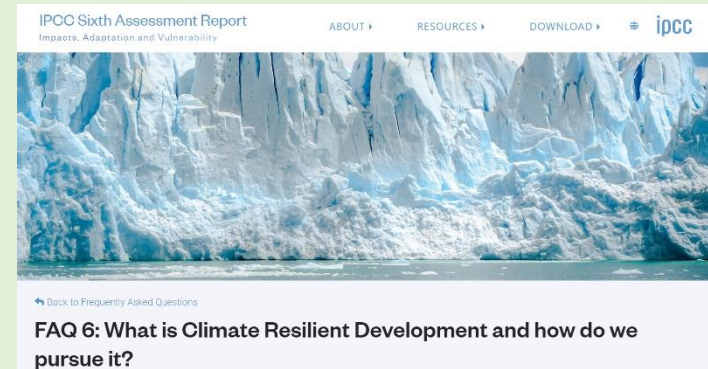 IPCC Sixth Assessment Report
Impacts, Adaptation and Vulnerability
ABOUT RESOURCES DOWNLOAD ipcc
Back to Frequently Asked Questions
FAQ 6: What is Climate Resilient Development and how do we
pursue it?